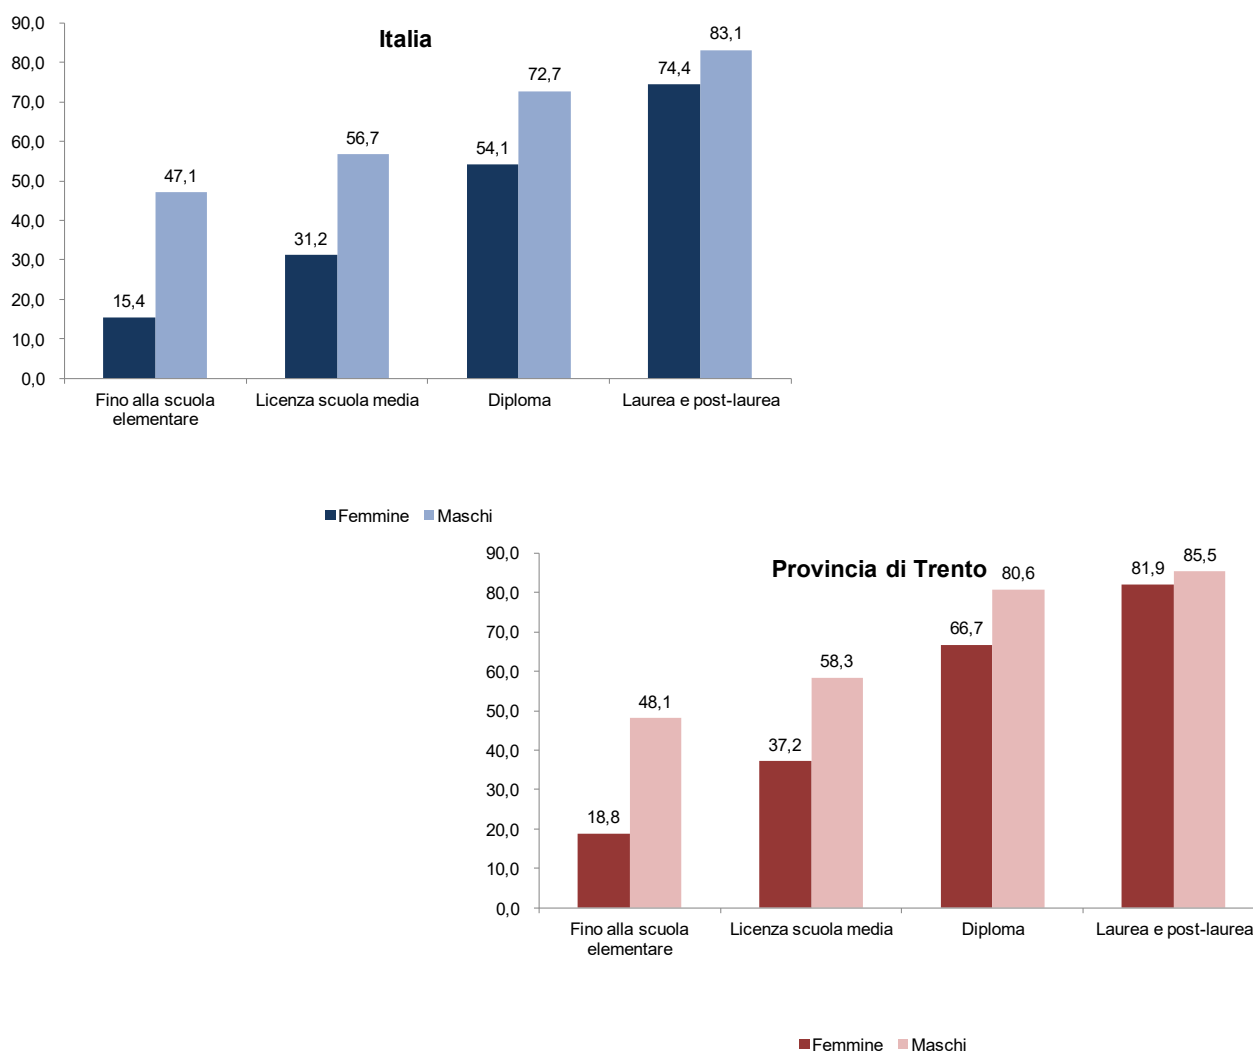 Italia
90,0
80,0
70,0
60,0
50,0
40,0
30,0
20,0
10,0
0,0
15,4
47,1
31,2
56,7
54,1
72,7
74,4
83,1
Fino alla scuola
elementare
Licenza scuola media
Diploma
Laurea e post-laurea
Femmine
Maschi
Provincia di Trento
90,0
80,0
70,0
60,0
50,0
40,0
30,0
20,0
10,0
0,0
18,8
48,1
37,2
58,3
66,7
80,6
81,9
85,5
Fino alla scuola
elementare
Licenza scuola media
Diploma
Laurea e post-laurea
Femmine
Maschi